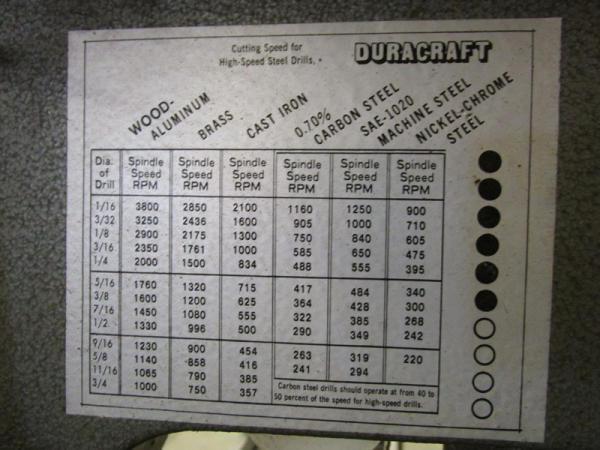 Cutting Speed for
High-Speed Steel Drills.
DURACRAFT
WOOD-
ALUMINUM
BRASS
CAST IRON
0.70%
CARBON STEEL
SAE-1020
MACHINE STEEL
NICKEL-CHROME
STEEL
Dia. of Drill Spindle Speed RPM Spindle Speed RPM Spindle Speed RPM Spindle Speed RPM Spindle Speed RPM Spindle Speed RPM
1/16 3800 2850 2100 1160 1250 900
3/32 3250 2436 1600 905 1000 710
1/8 2900 2175 1300 750 840 605
3/16 2350 1761 1000 585 650 475
1/4 2000 1500 834 488 555 395
5/16 1760 1320 715 417 484 340
3/8 1600 1200 625 364 428 300
7/16 1450 1080 555 322 385 268
1/2 1330 996 500 290 349 242
9/16 1230 900 454 263 319 220
5/8 1140 858 416 241 294
11/16 1065 790 385
3/4 1000 750 357
Carbon steel drills should operate at from 40 to
50 percent of the speed for high-speed drills.